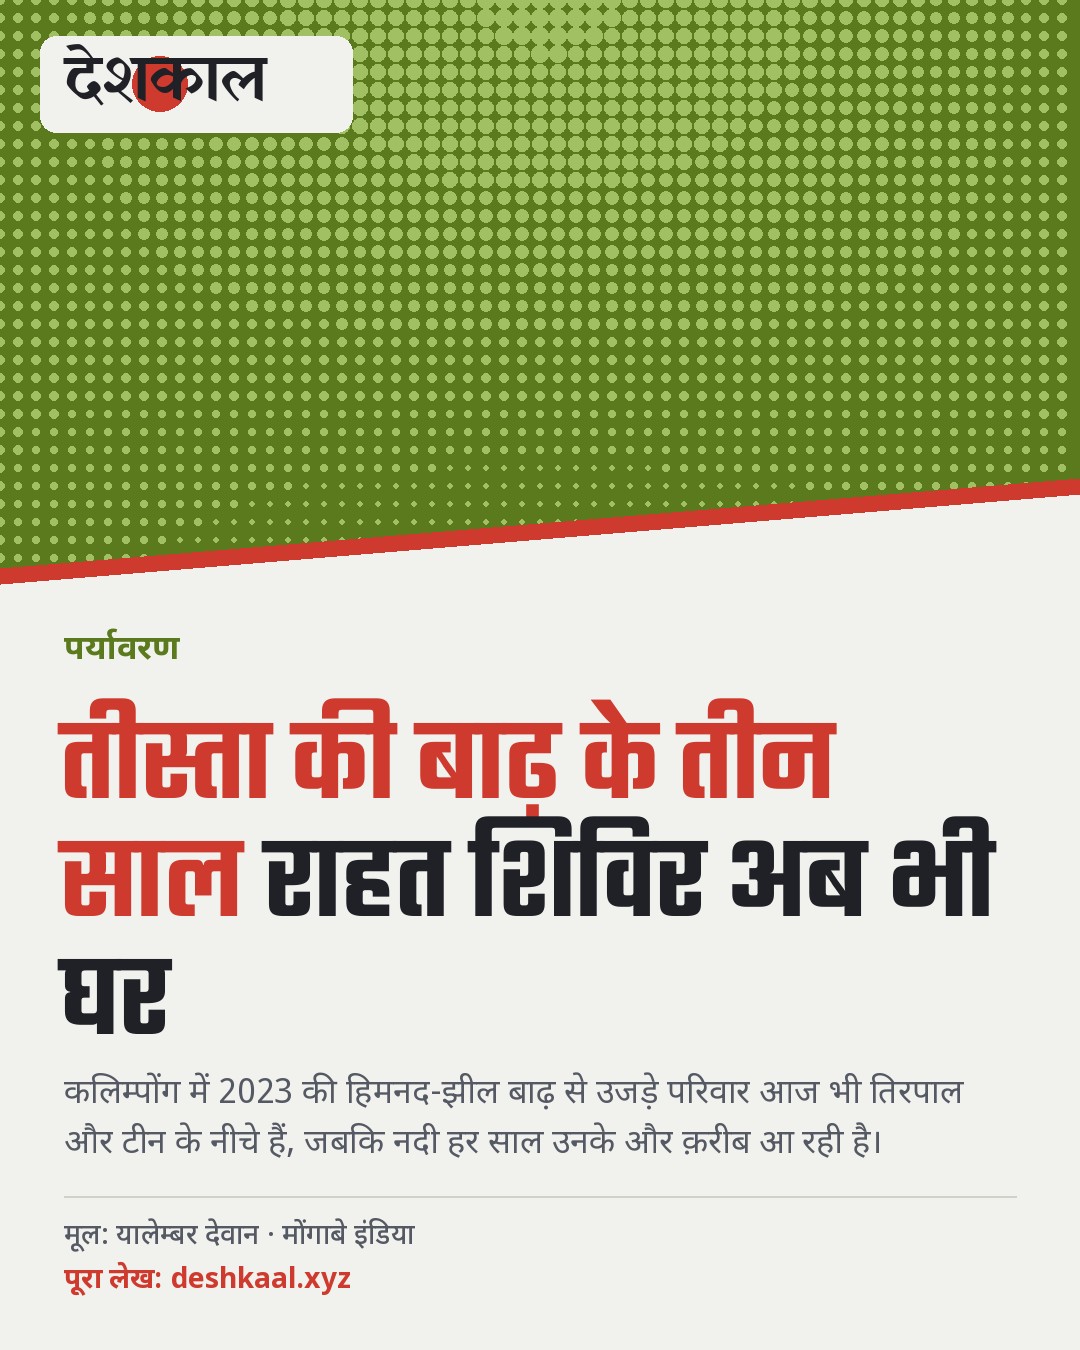 देशकाल
पर्यावरण
तीस्ता की बाढ़ के तीन
साल राहत शिविर अब भी
घर
कलिम्पोंग में 2023 की हिमनद-झील बाढ़ से उजड़े परिवार आज भी तिरपाल
और टीन के नीचे हैं, जबकि नदी हर साल उनके और क़रीब आ रही है।
मूल: यालेम्बर देवान · मोंगाबे इंडिया
पूरा लेख: deshkaal.xyz